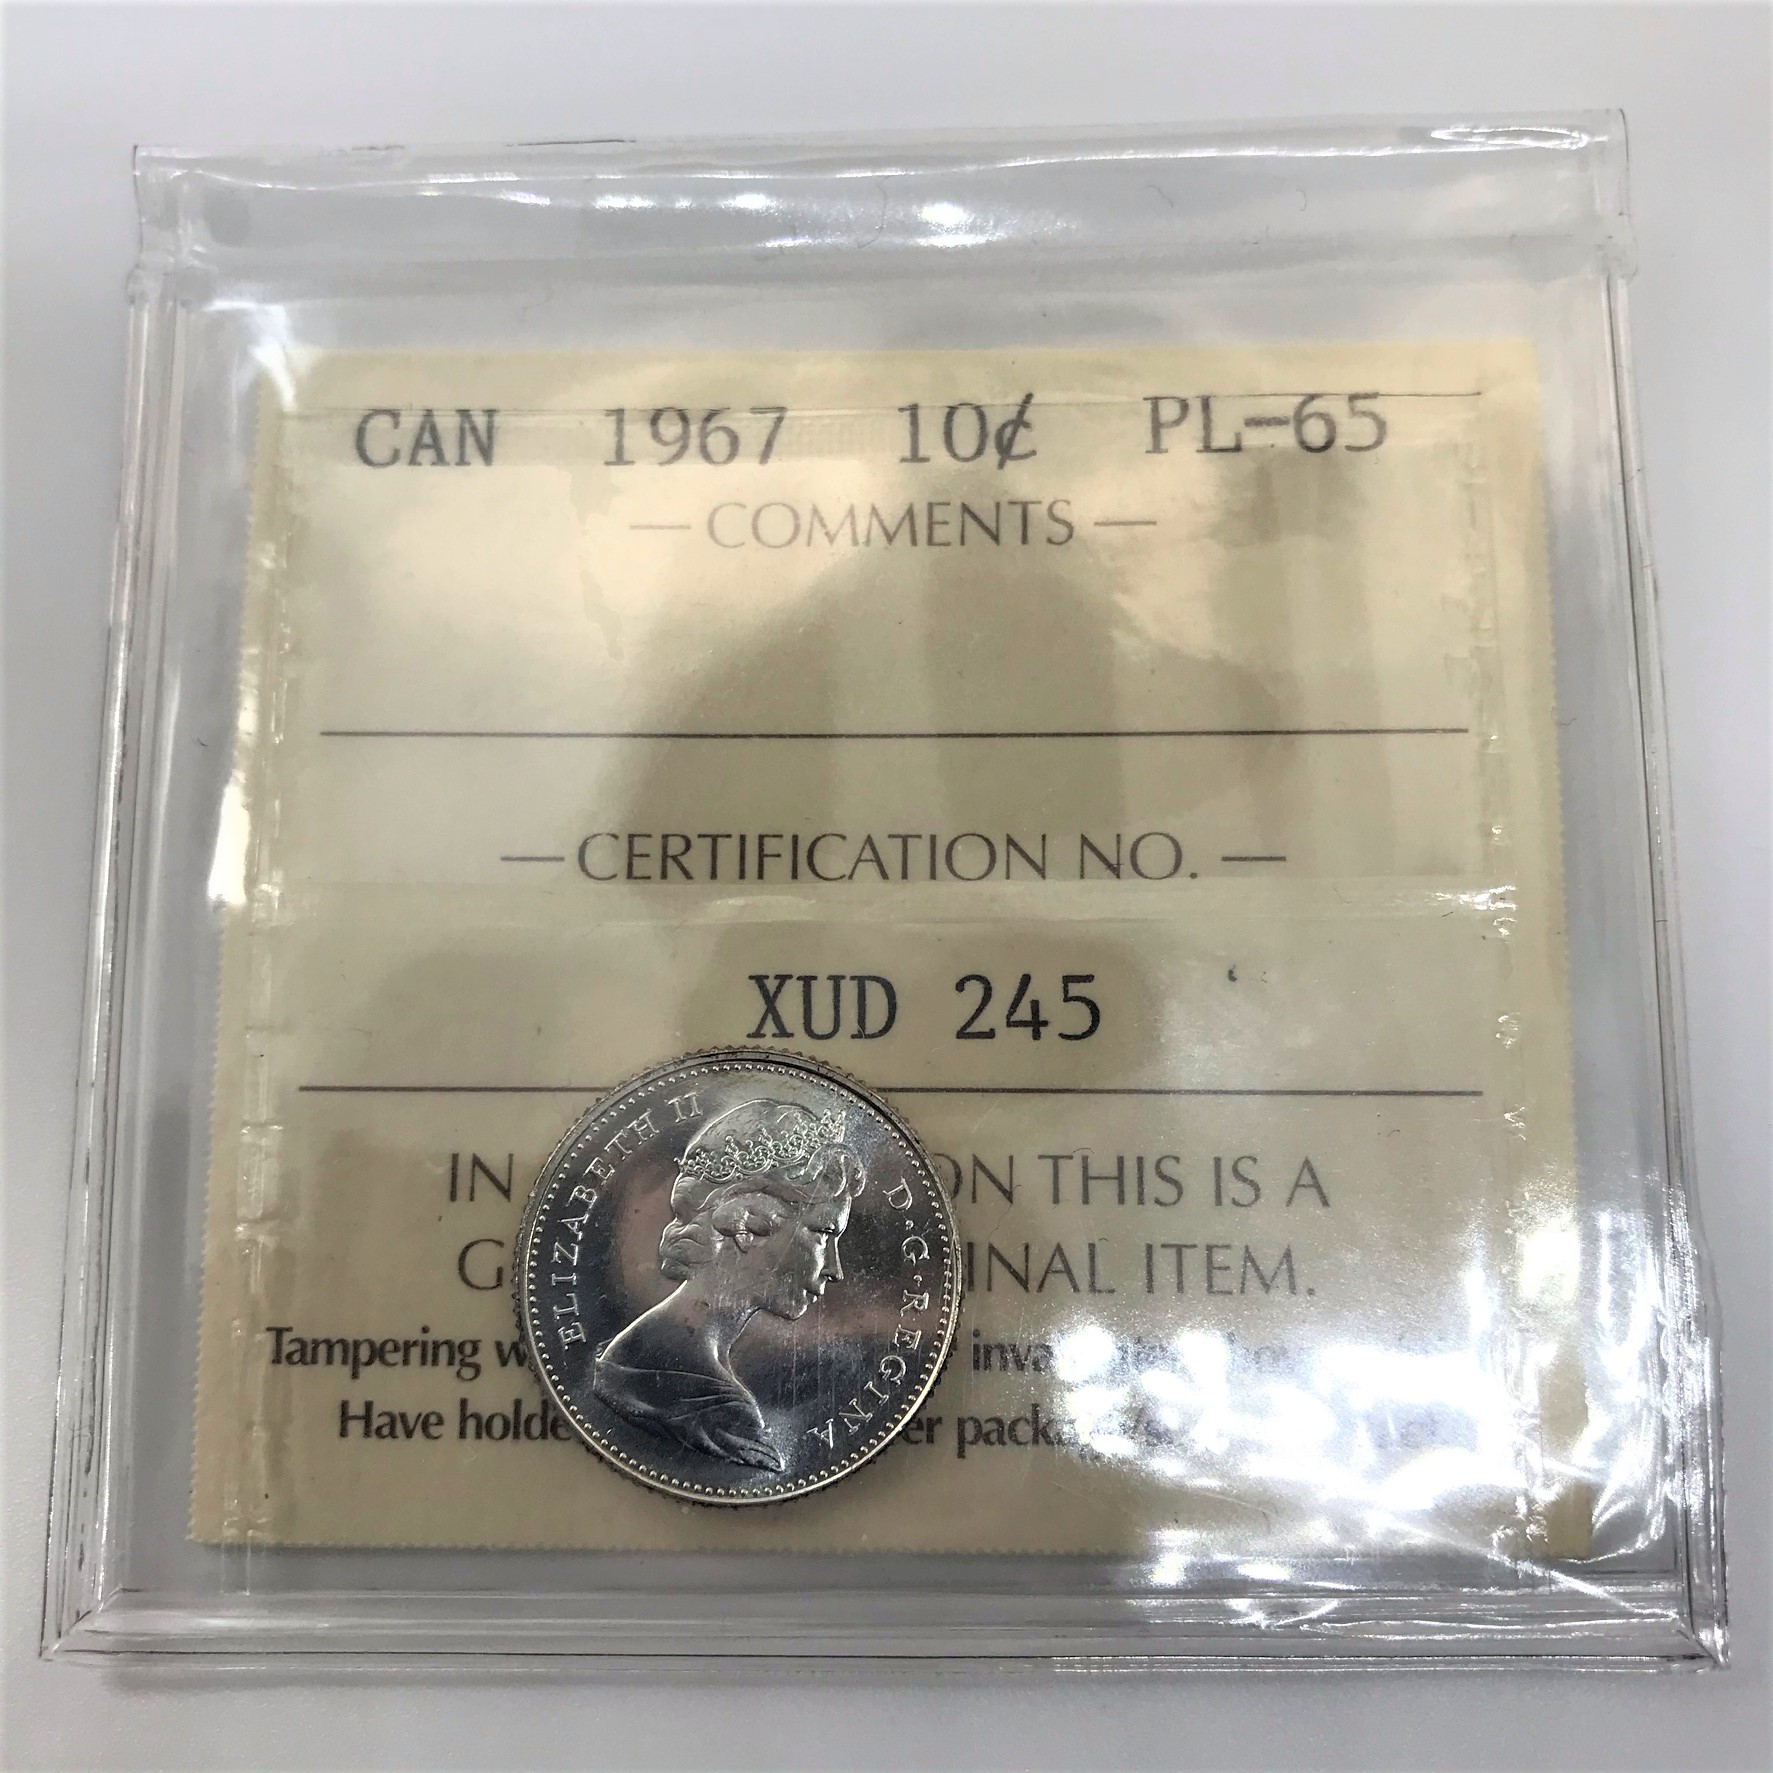 CAN 1967 10¢ PL-65
— COMMENTS —
— CERTIFICATION NO. —
XUD 245
IN ON THIS IS A
G INAL ITEM.
Tampering w inva
Have holde er packag
ELIZABETH II
D·G·REGINA